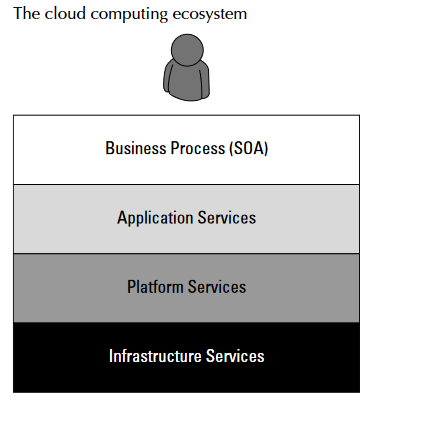 The cloud computing ecosystem
Business Process (SOA)
Application Services
Platform Services
Infrastructure Services